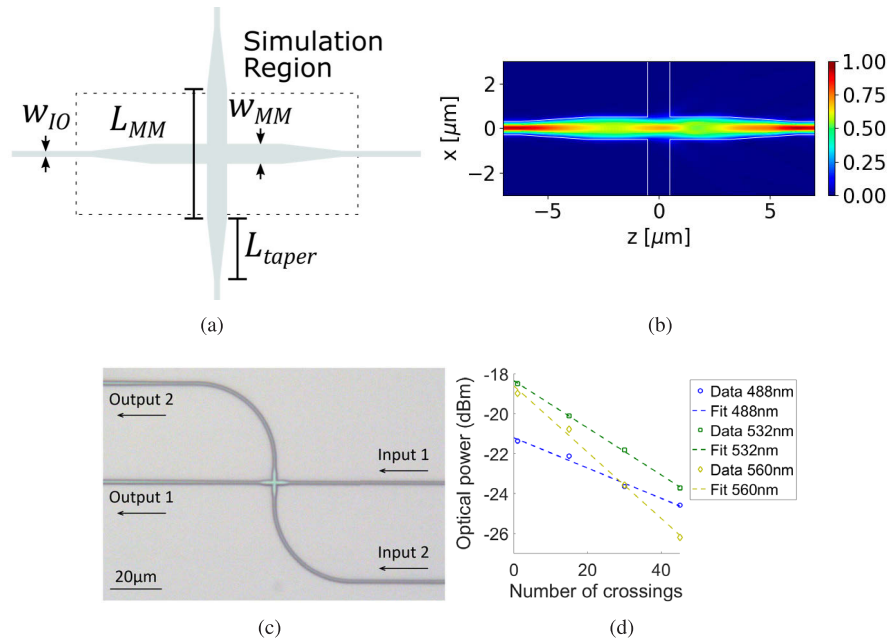 Simulation
Region
w_IO
L_MM
w_MM
L_taper
(a)
1.00
0.75
0.50
0.25
0.00
2
0
−2
x [μm]
−5
0
5
z [μm]
(b)
Output 2
Input 1
Output 1
Input 2
20μm
(c)
-18
-20
-22
-24
-26
Optical power (dBm)
0
20
40
Number of crossings
Data 488nm
Fit 488nm
Data 532nm
Fit 532nm
Data 560nm
Fit 560nm
(d)